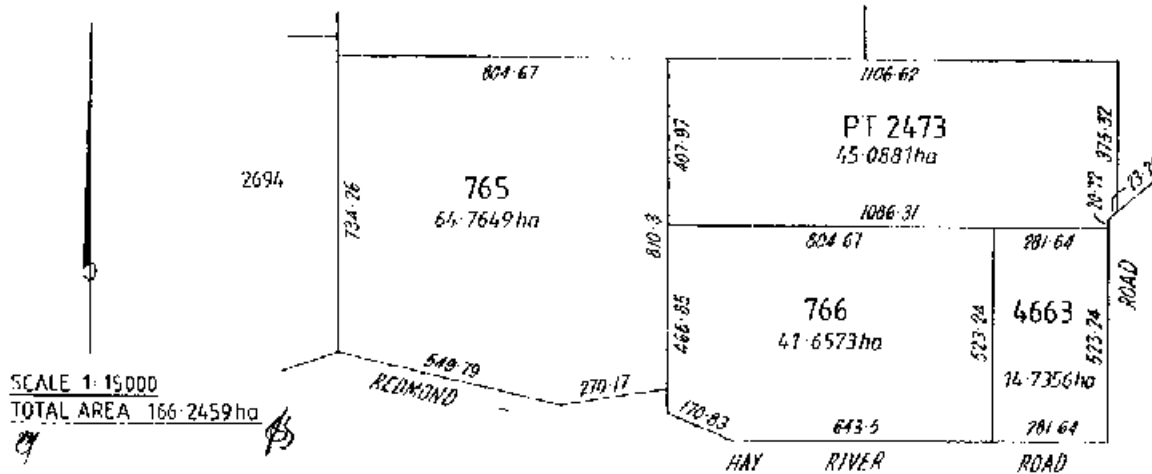 804·67
1106·62
407·97
PT 2473
45·0881ha
375·32
2694
734·26
765
64·7649ha
20·72
1086·31
810·3
804·67
281·64
ROAD
466·85
766
41·6573ha
523·24
4663
14·7356ha
523·24
549·79
REDMOND
270·17
170·83
643·5
281·64
HAY RIVER ROAD
SCALE 1:15000
TOTAL AREA 166·2459ha